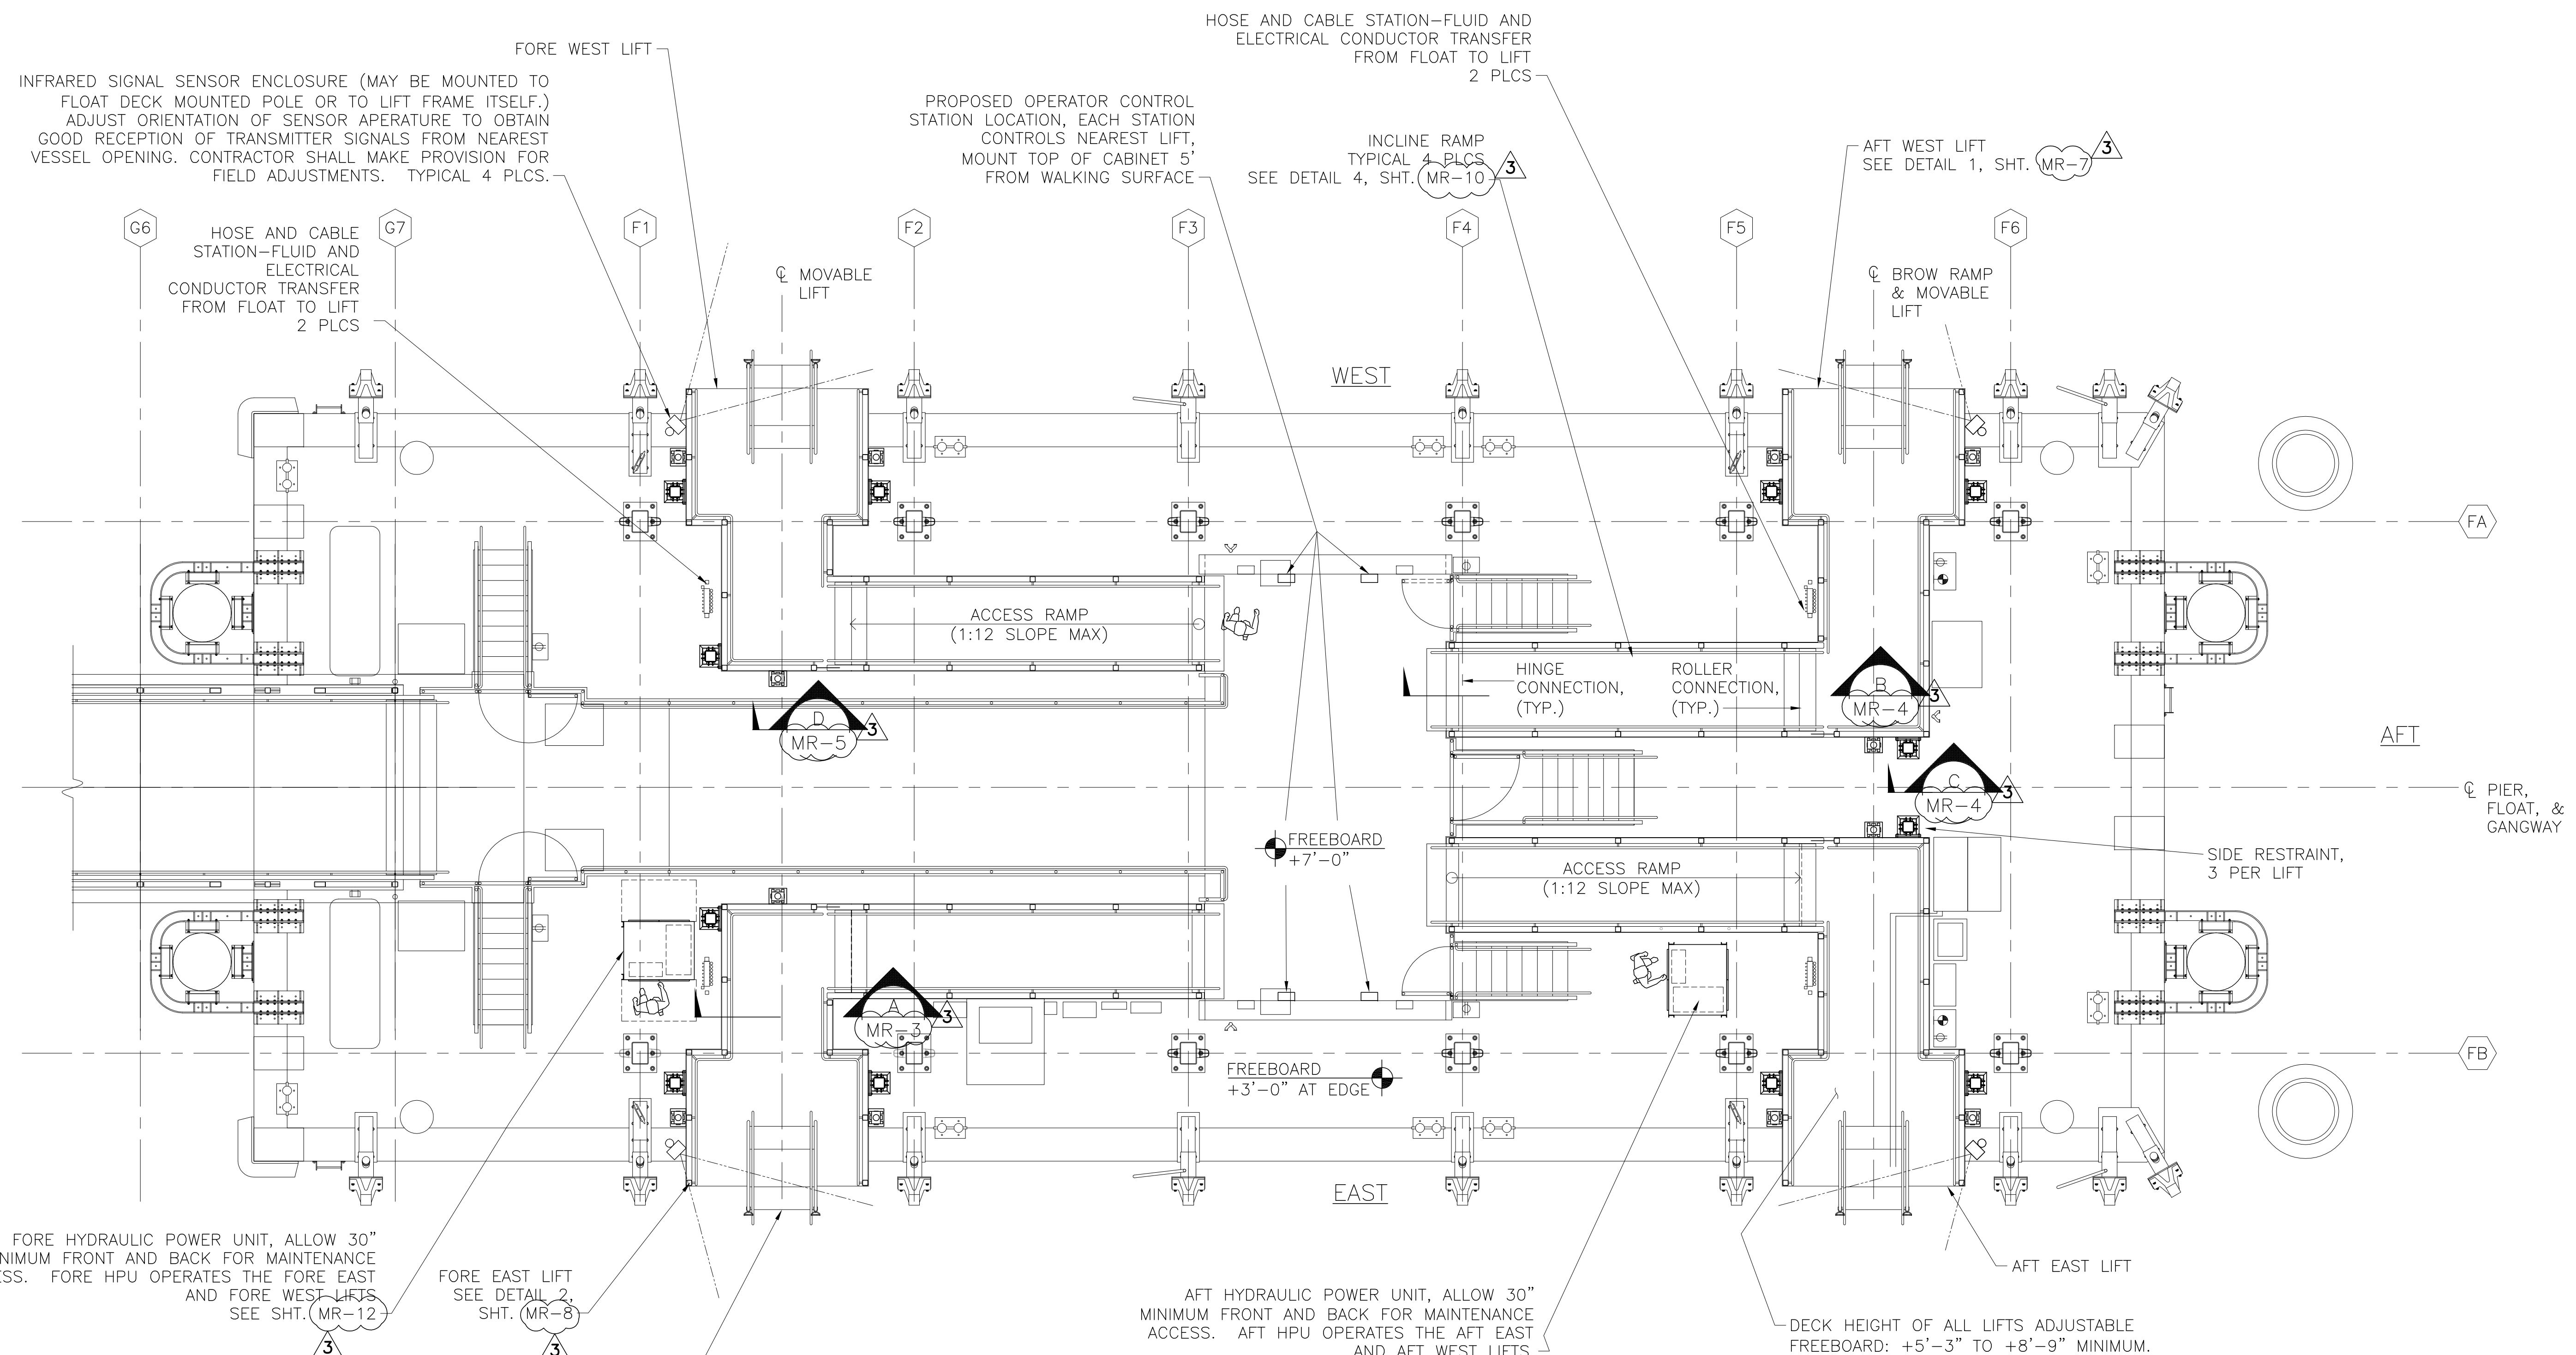 HOSE AND CABLE STATION-FLUID AND
ELECTRICAL CONDUCTOR TRANSFER
FROM FLOAT TO LIFT
2 PLCS
FORE WEST LIFT
INFRARED SIGNAL SENSOR ENCLOSURE (MAY BE MOUNTED TO
FLOAT DECK MOUNTED POLE OR TO LIFT FRAME ITSELF.)
ADJUST ORIENTATION OF SENSOR APERATURE TO OBTAIN
GOOD RECEPTION OF TRANSMITTER SIGNALS FROM NEAREST
VESSEL OPENING. CONTRACTOR SHALL MAKE PROVISION FOR
FIELD ADJUSTMENTS. TYPICAL 4 PLCS.
PROPOSED OPERATOR CONTROL
STATION LOCATION, EACH STATION
CONTROLS NEAREST LIFT,
MOUNT TOP OF CABINET 5'
FROM WALKING SURFACE
INCLINE RAMP
TYPICAL 4 PLCS
SEE DETAIL 4, SHT. MR-10
3
AFT WEST LIFT
SEE DETAIL 1, SHT. MR-7
3
G6
G7
F1
F2
F3
F4
F5
F6
HOSE AND CABLE
STATION-FLUID AND
ELECTRICAL
CONDUCTOR TRANSFER
FROM FLOAT TO LIFT
2 PLCS
℄ MOVABLE
LIFT
℄ BROW RAMP
& MOVABLE
LIFT
WEST
FA
ACCESS RAMP
(1:12 SLOPE MAX)
HINGE
CONNECTION,
(TYP.)
ROLLER
CONNECTION,
(TYP.)
B
MR-4
3
D
MR-5
3
AFT
C
MR-4
3
℄ PIER,
FLOAT, &
GANGWAY
FREEBOARD
+7'-0"
SIDE RESTRAINT,
3 PER LIFT
ACCESS RAMP
(1:12 SLOPE MAX)
A
MR-3
3
FB
FREEBOARD
+3'-0" AT EDGE
EAST
FORE HYDRAULIC POWER UNIT, ALLOW 30"
NIMUM FRONT AND BACK FOR MAINTENANCE
ESS. FORE HPU OPERATES THE FORE EAST
AND FORE WEST LIFTS
SEE SHT. MR-12
3
FORE EAST LIFT
SEE DETAIL 2,
SHT. MR-8
3
AFT HYDRAULIC POWER UNIT, ALLOW 30"
MINIMUM FRONT AND BACK FOR MAINTENANCE
ACCESS. AFT HPU OPERATES THE AFT EAST
AND AFT WEST LIFTS.
AFT EAST LIFT
DECK HEIGHT OF ALL LIFTS ADJUSTABLE
FREEBOARD: +5'-3" TO +8'-9" MINIMUM.